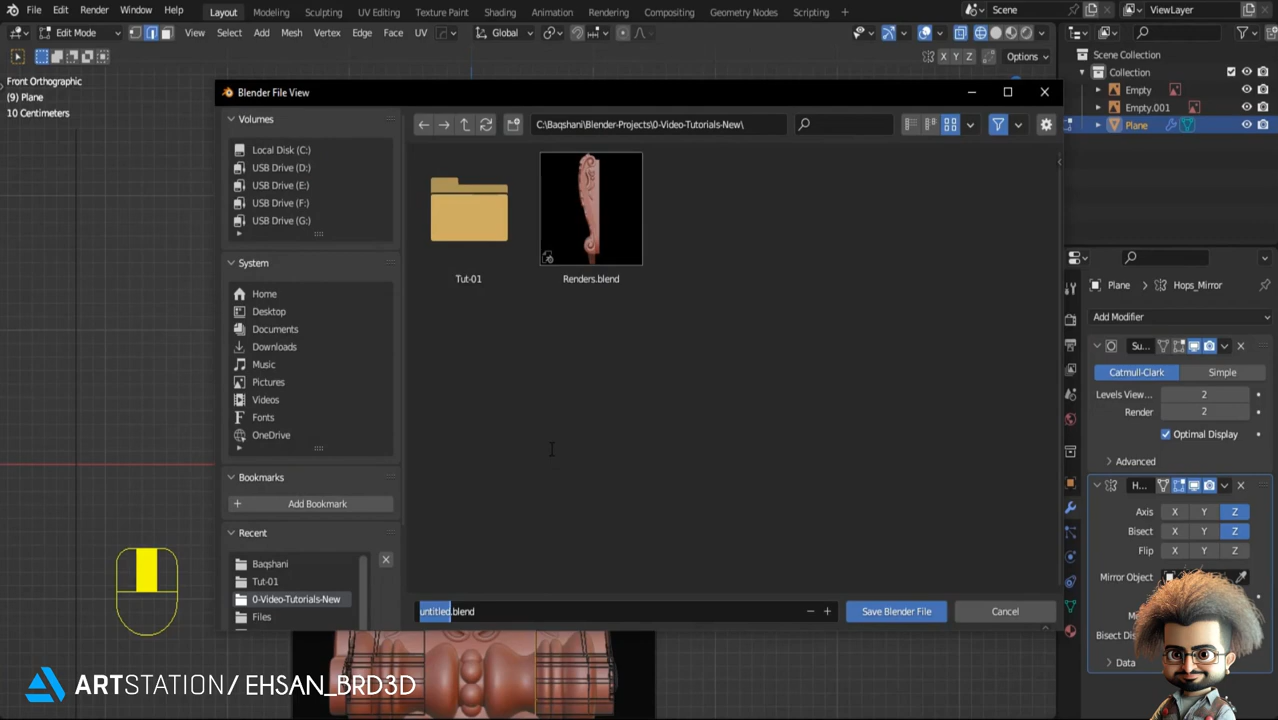 File Edit Render Window Help Layout Modeling Sculpting UV Editing Texture Paint Shading Animation Rendering Compositing Geometry Nodes Scripting Scene ViewLayer
Edit Mode View Select Add Mesh Vertex Edge Face UV Global
X Y Z Options
Front Orthographic
(9) Plane
10 Centimeters
Blender File View
Volumes
Local Disk (C:)
USB Drive (D:)
USB Drive (E:)
USB Drive (F:)
USB Drive (G:)
System
Home
Desktop
Documents
Downloads
Music
Pictures
Videos
Fonts
OneDrive
Bookmarks
Add Bookmark
Recent
Baqshani
Tut-01
0-Video-Tutorials-New
Files
C:\Baqshani\Blender-Projects\0-Video-Tutorials-New\
Tut-01
Renders.blend
untitled.blend
Save Blender File
Cancel
Scene Collection
Collection
Empty
Empty.001
Plane
Plane Hops_Mirror
Add Modifier
Su...
Catmull-Clark Simple
Levels View... 2
Render 2
Optimal Display
Advanced
H...
Axis X Y Z
Bisect X Y Z
Flip X Y Z
Mirror Object
Bisect Di
Data
ARTSTATION/ EHSAN_BRD3D